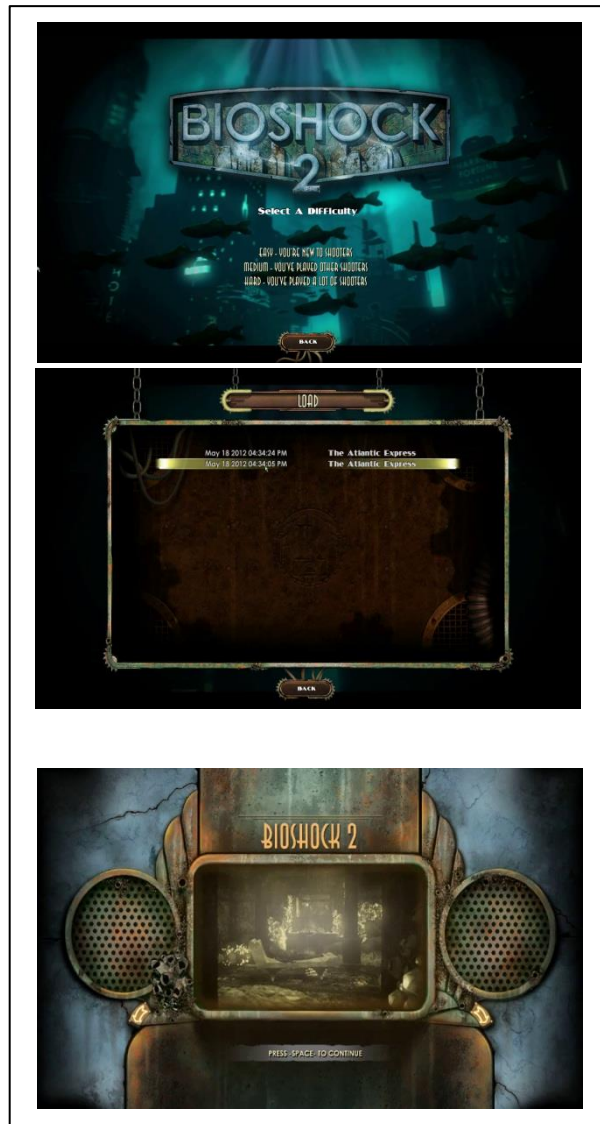 BIOSHOCK
2
Select A Difficulty
EASY - YOU'RE NEW TO SHOOTERS
MEDIUM - YOU'VE PLAYED OTHER SHOOTERS
HARD - YOU'VE PLAYED A LOT OF SHOOTERS
BACK
LOAD
May 18 2012 04:34:24 PM The Atlantic Express
May 18 2012 04:34:05 PM The Atlantic Express
BACK
BIOSHOCK 2
PRESS -SPACE- TO CONTINUE